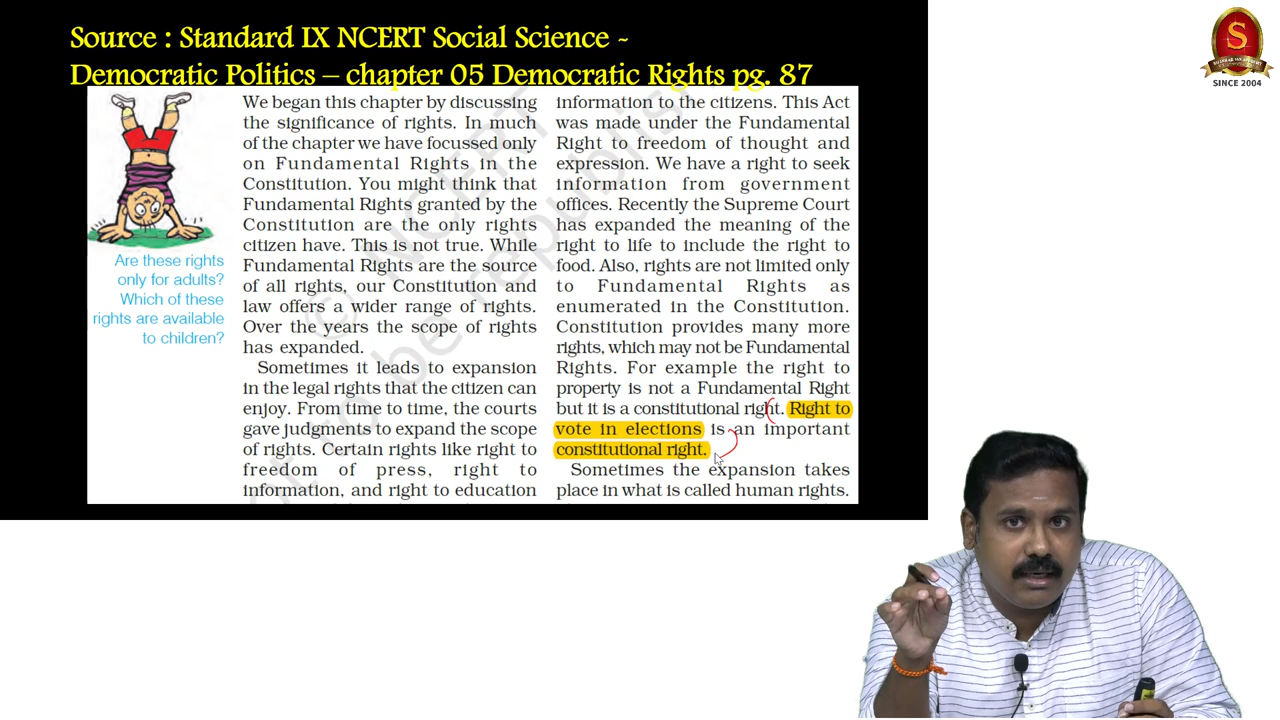 Source : Standard IX NCERT Social Science -
Democratic Politics – chapter 05 Democratic Rights pg. 87
S
SINCE 2004
Are these rights
only for adults?
Which of these
rights are available
to children?
We began this chapter by discussing
the significance of rights. In much
of the chapter we have focussed only
on Fundamental Rights in the
Constitution. You might think that
Fundamental Rights granted by the
Constitution are the only rights
citizen have. This is not true. While
Fundamental Rights are the source
of all rights, our Constitution and
law offers a wider range of rights.
Over the years the scope of rights
has expanded.
Sometimes it leads to expansion
in the legal rights that the citizen can
enjoy. From time to time, the courts
gave judgments to expand the scope
of rights. Certain rights like right to
freedom of press, right to
information, and right to education
information to the citizens. This Act
was made under the Fundamental
Right to freedom of thought and
expression. We have a right to seek
information from government
offices. Recently the Supreme Court
has expanded the meaning of the
right to life to include the right to
food. Also, rights are not limited only
to Fundamental Rights as
enumerated in the Constitution.
Constitution provides many more
rights, which may not be Fundamental
Rights. For example the right to
property is not a Fundamental Right
but it is a constitutional right. Right to
vote in elections is an important
constitutional right.
Sometimes the expansion takes
place in what is called human rights.
© NCERT
not to be republis